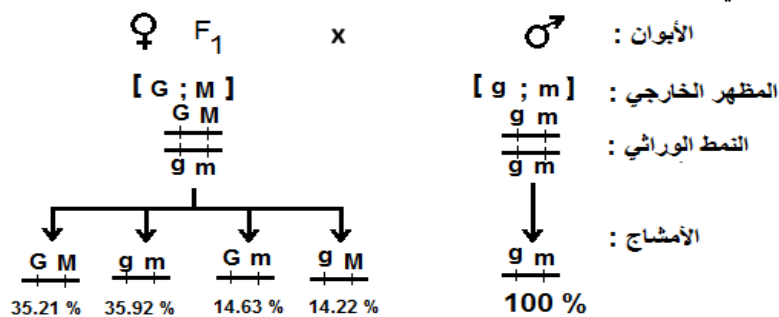 ♀ F1 x ♂ الأبوان :
[ G ; M ] [ g ; m ] المظهر الخارجي :
G M g m
g m g m النمط الوراثي :
G M g m G m g M g m الأمشاج :
35.21 % 35.92 % 14.63 % 14.22 % 100 %